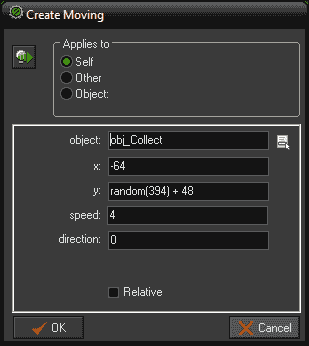 Create Moving
Applies to
Self
Other
Object:
object: obj_Collect
x: -64
y: random(394) + 48
speed: 4
direction: 0
Relative
OK Cancel